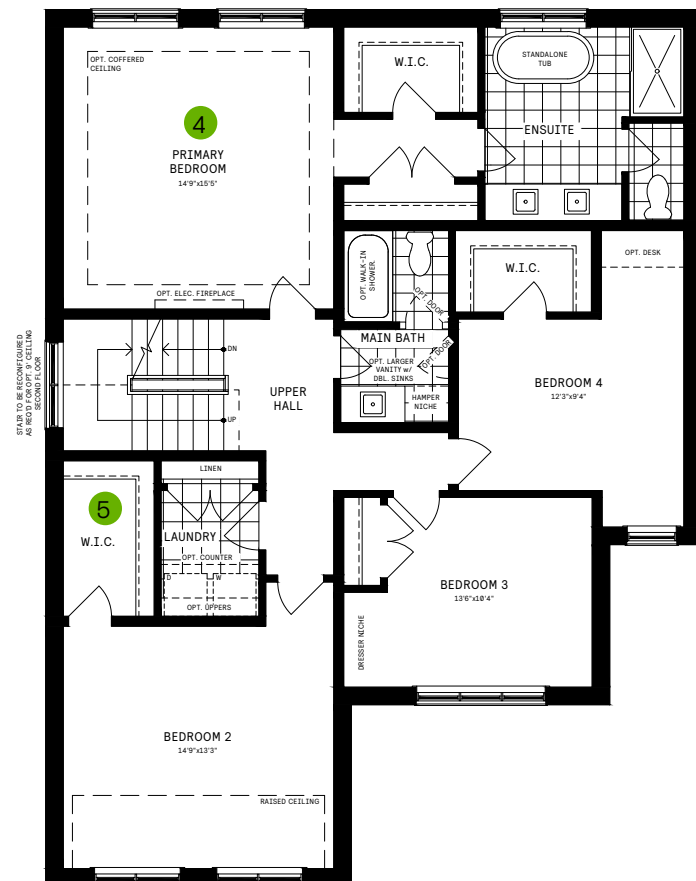 OPT. COFFERED
CEILING
4
PRIMARY
BEDROOM
14'9"x15'5"
OPT. ELEC. FIREPLACE
W.I.C.
STANDALONE
TUB
ENSUITE
OPT. WALK-IN
SHOWER
OPT. DOOR
W.I.C.
OPT. DESK
MAIN BATH
OPT. DOOR
OPT. LARGER
VANITY w/
DBL. SINKS
HAMPER
NICHE
BEDROOM 4
12'3"x9'4"
STAIR TO BE RECONFIGURED
AS REQ'D FOR OPT. 9' CEILING
SECOND FLOOR
DN
UP
UPPER
HALL
LINEN
5
W.I.C.
LAUNDRY
OPT. COUNTER
D
W
OPT. UPPERS
BEDROOM 3
13'6"x10'4"
DRESSER NICHE
BEDROOM 2
14'9"x13'3"
RAISED CEILING